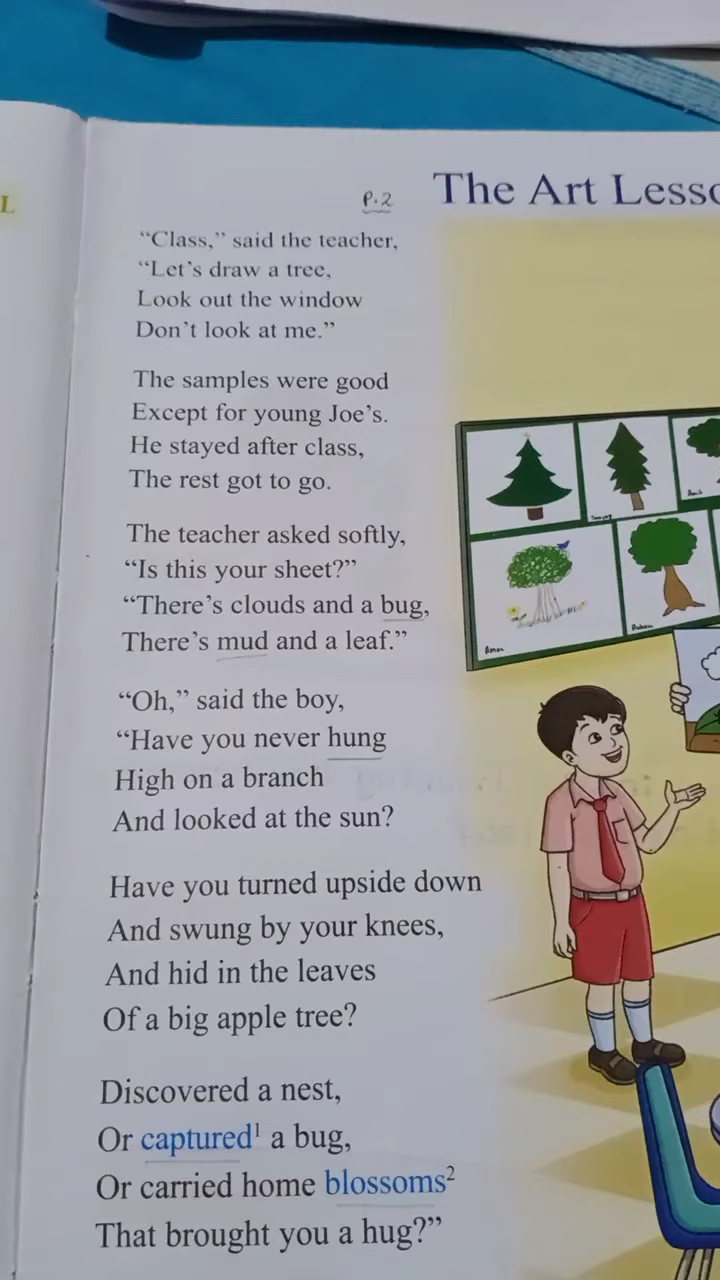 L
P.2
The Art Lesso
“Class,” said the teacher,
“Let’s draw a tree,
Look out the window
Don’t look at me.”
The samples were good
Except for young Joe’s.
He stayed after class,
The rest got to go.
The teacher asked softly,
“Is this your sheet?”
“There’s clouds and a bug,
There’s mud and a leaf.”
“Oh,” said the boy,
“Have you never hung
High on a branch
And looked at the sun?
Have you turned upside down
And swung by your knees,
And hid in the leaves
Of a big apple tree?
Discovered a nest,
Or captured¹ a bug,
Or carried home blossoms²
That brought you a hug?”
Aman